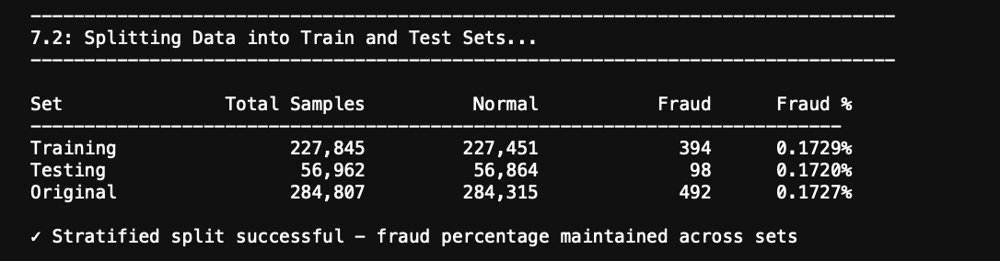 7.2: Splitting Data into Train and Test Sets...
Set Total Samples Normal Fraud Fraud %
Training 227,845 227,451 394 0.1729%
Testing 56,962 56,864 98 0.1720%
Original 284,807 284,315 492 0.1727%
✓ Stratified split successful – fraud percentage maintained across sets